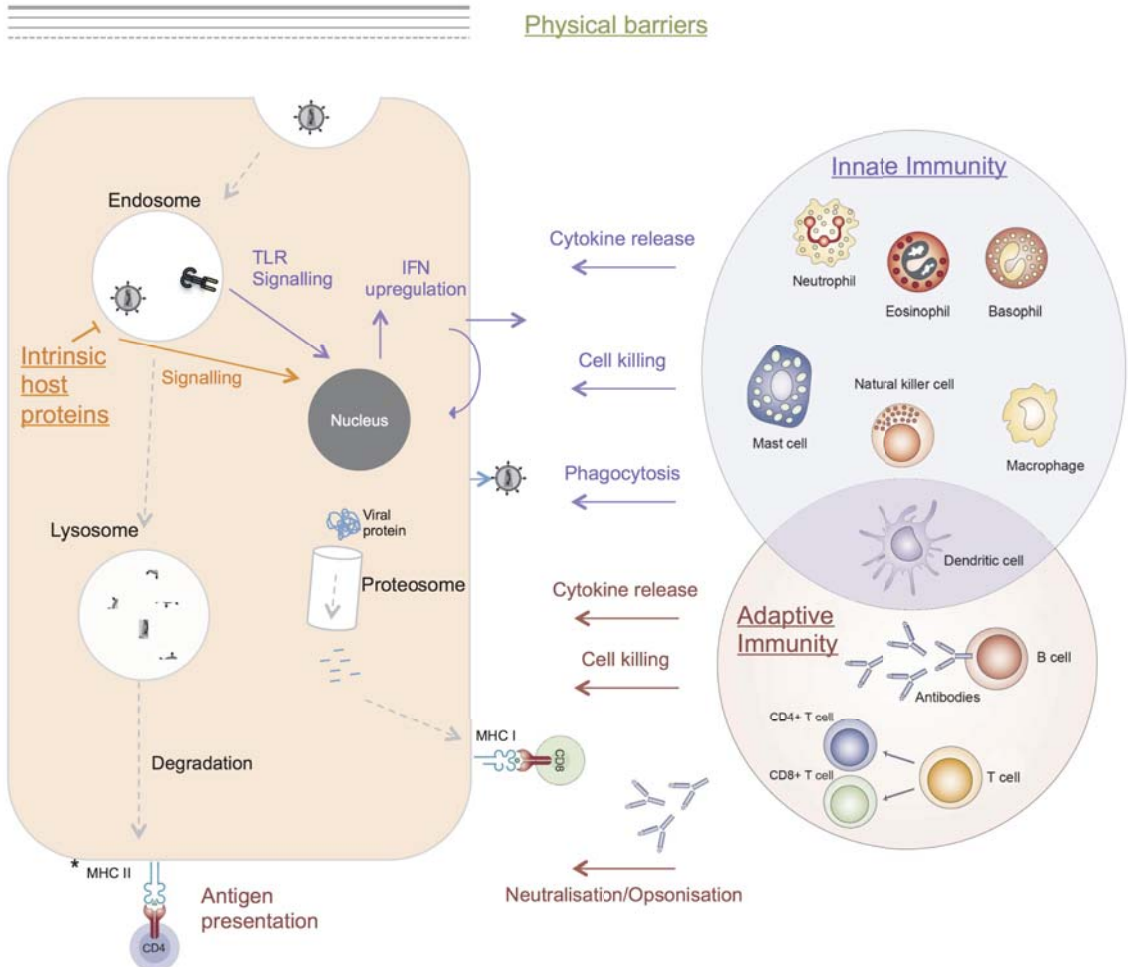 Physical barriers
Endosome
TLR
Signalling
IFN
upregulation
Intrinsic
host
proteins
Signalling
Nucleus
Lysosome
Viral
protein
Proteosome
Degradation
MHC I
CD8
*
MHC II
CD4
Antigen
presentation
Cytokine release
Cell killing
Phagocytosis
Cytokine release
Cell killing
Neutralisation/Opsonisation
Innate Immunity
Neutrophil
Eosinophil
Basophil
Mast cell
Natural killer cell
Macrophage
Dendritic cell
Adaptive
Immunity
B cell
Antibodies
CD4+ T cell
CD8+ T cell
T cell